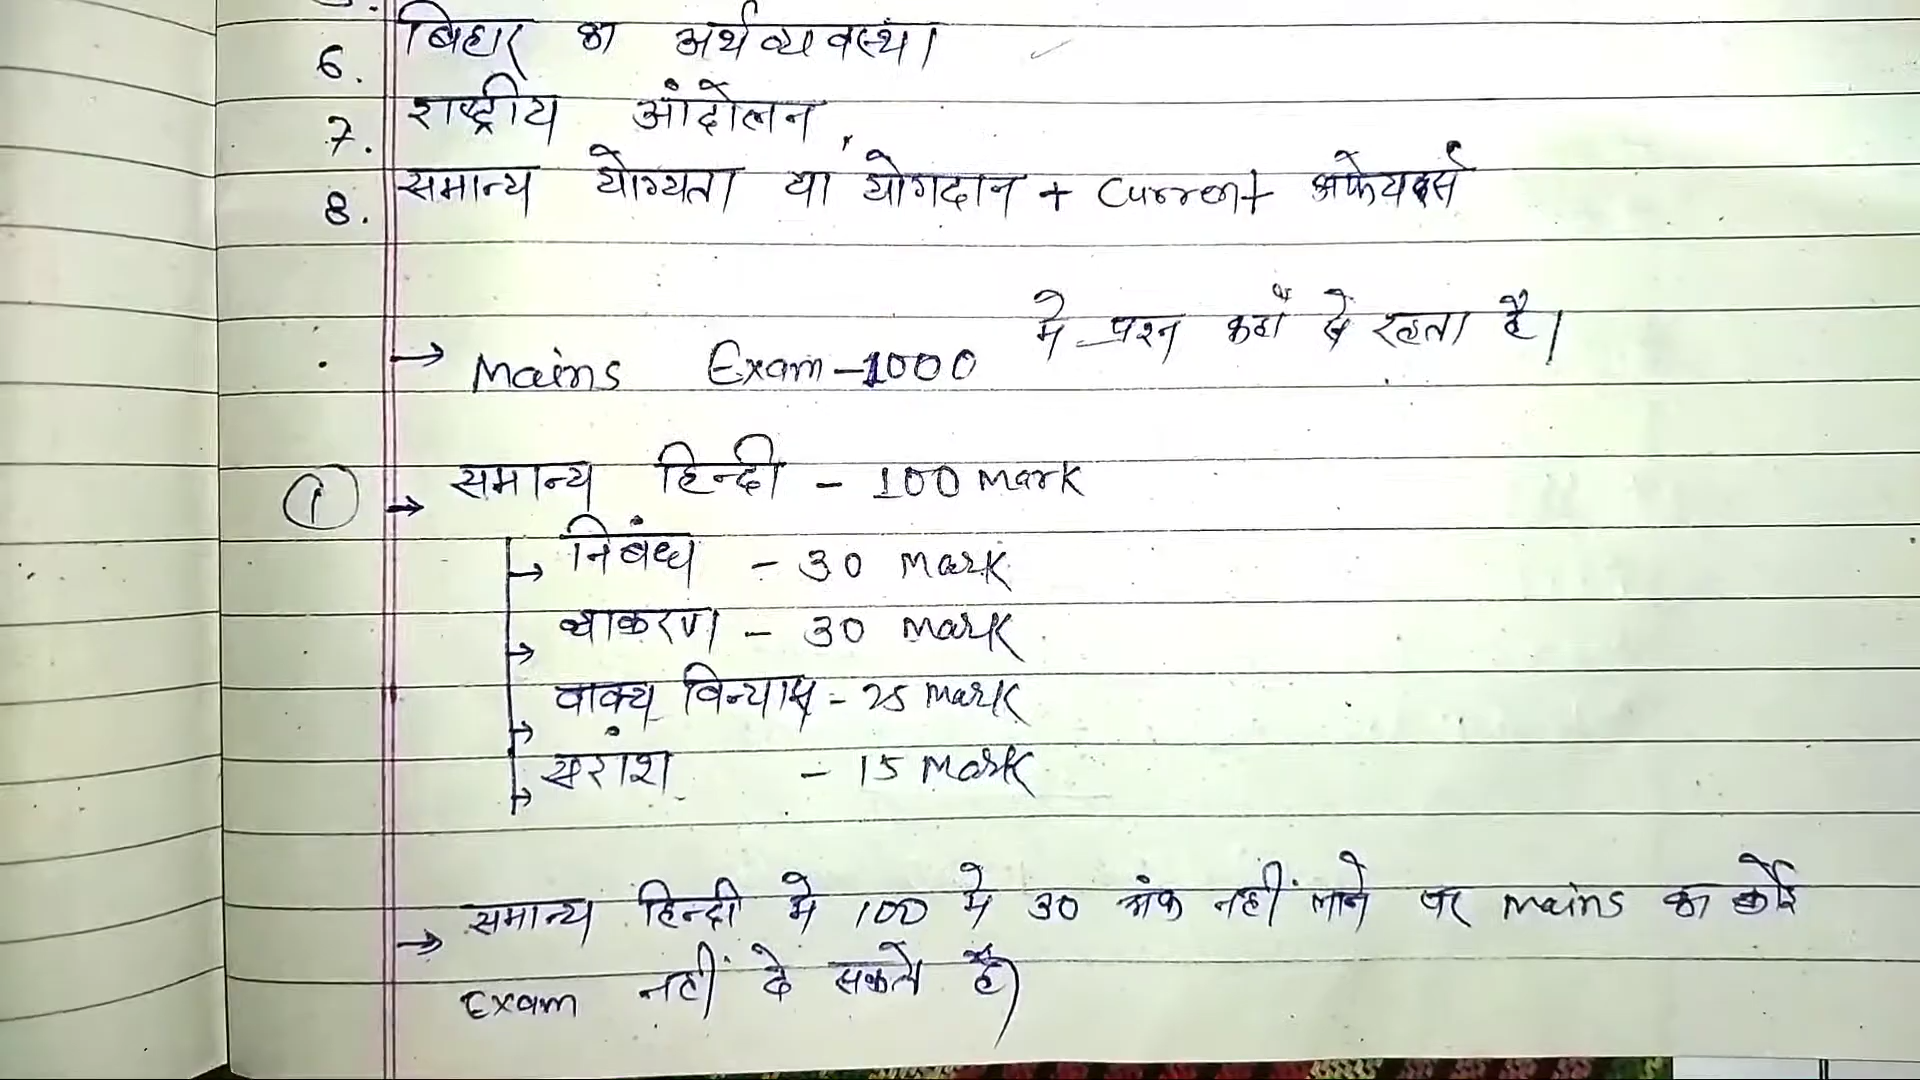 6. बिहार का अर्थव्यवस्था
7. राष्ट्रीय आंदोलन
8. समान्य योग्यता या योगदान + Current अफेयर्स
→ Mains Exam - 1000 में प्रश्न कहाँ से रहता है।
1 → समान्य हिन्दी - 100 Mark
→ निबंध - 30 Mark
→ व्याकरण - 30 Mark
→ वाक्य विन्यास - 25 Mark
→ सरांश - 15 Mark
→ समान्य हिन्दी में 100 में 30 अंक नहीं लाने पर mains का कोई
Exam नहीं दे सकते है।